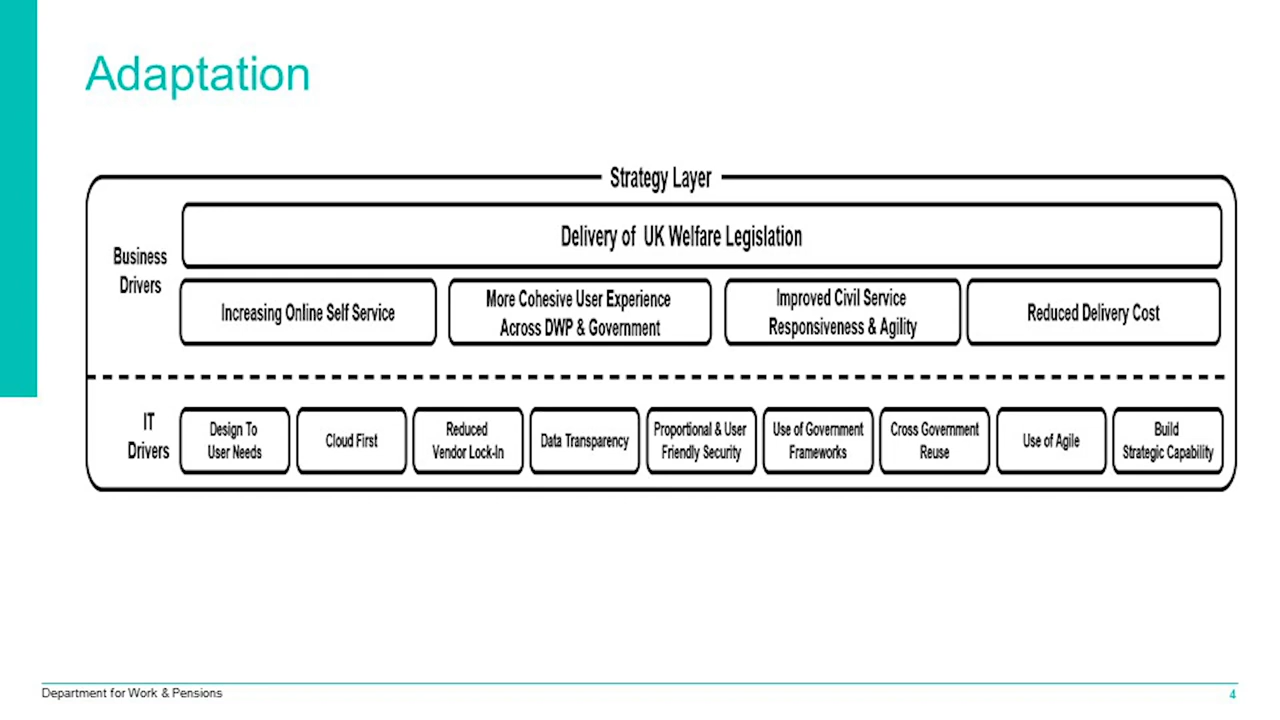 Adaptation
Strategy Layer
Business
Drivers
Delivery of UK Welfare Legislation
Increasing Online Self Service
More Cohesive User Experience
Across DWP & Government
Improved Civil Service
Responsiveness & Agility
Reduced Delivery Cost
IT
Drivers
Design To
User Needs
Cloud First
Reduced
Vendor Lock-In
Data Transparency
Proportional & User
Friendly Security
Use of Government
Frameworks
Cross Government
Reuse
Use of Agile
Build
Strategic Capability
Department for Work & Pensions
4